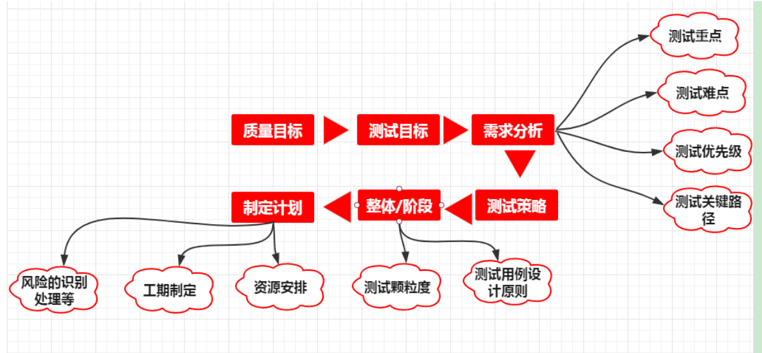 测试重点
测试难点
质量目标
测试目标
需求分析
测试优先级
制定计划
整体/阶段
测试策略
测试关键路
径
风险的识别
处理等
工期制定
资源安排
测试颗粒度
测试用例设
计原则